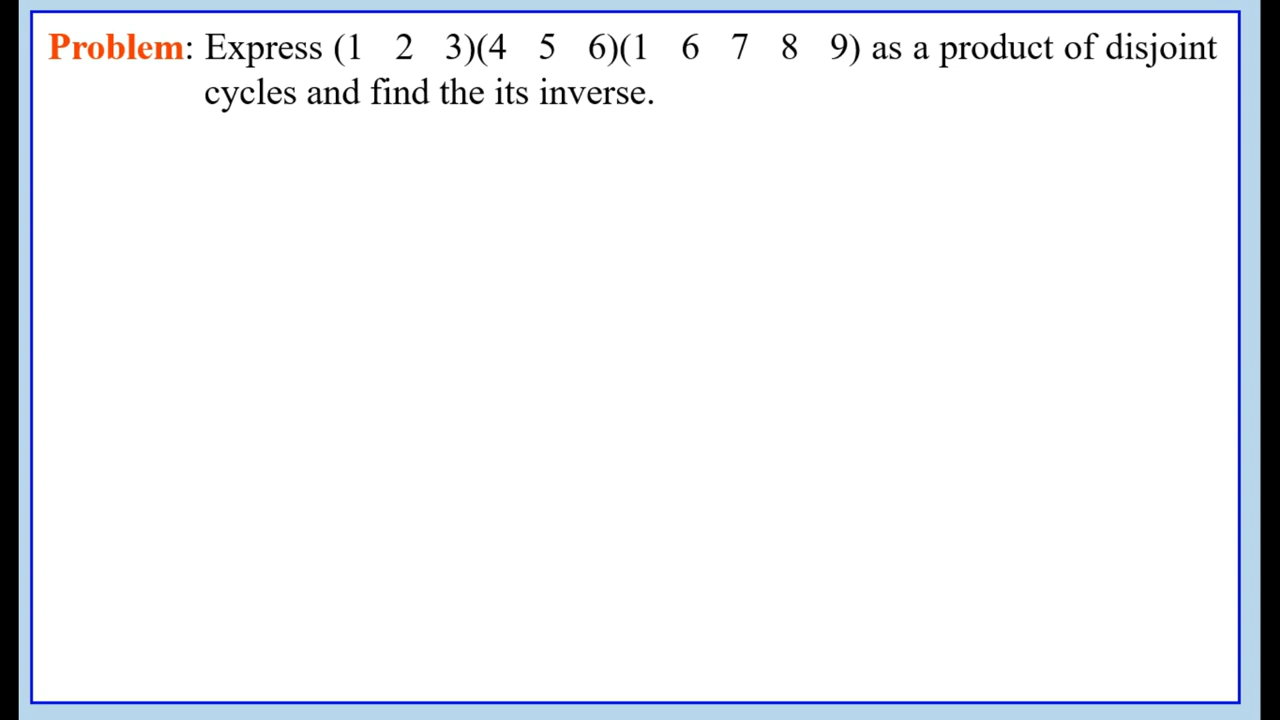 Problem: Express (1 2 3)(4 5 6)(1 6 7 8 9) as a product of disjoint
cycles and find the its inverse.